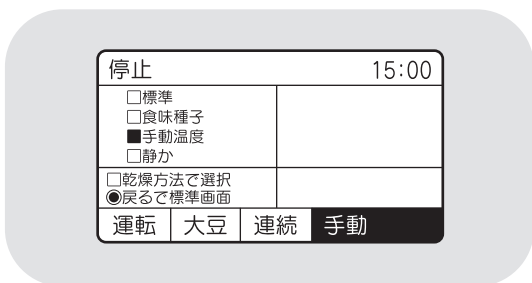 停止 15:00
□標準
□食味種子
■手動温度
□静か
□乾燥方法で選択
◉戻るで標準画面
運転 大豆 連続 手動